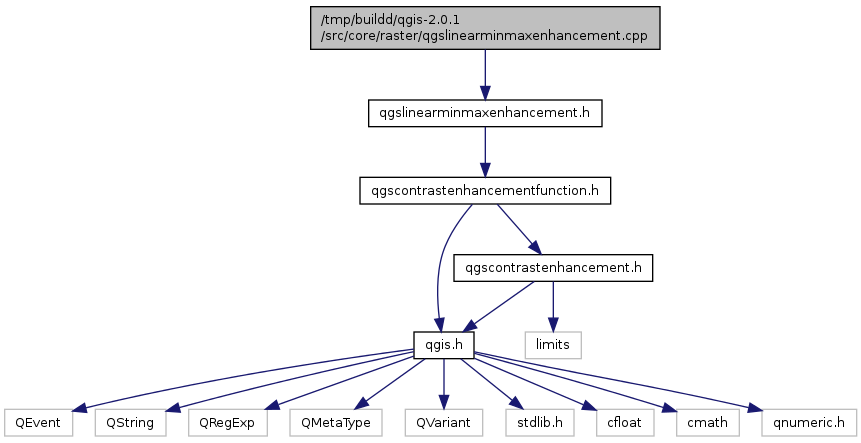 /tmp/buildd/qgis-2.0.1
/src/core/raster/qgslinearminmaxenhancement.cpp
qgslinearminmaxenhancement.h
qgscontrastenhancementfunction.h
qgscontrastenhancement.h
qgis.h
limits
QEvent
QString
QRegExp
QMetaType
QVariant
stdlib.h
cfloat
cmath
qnumeric.h